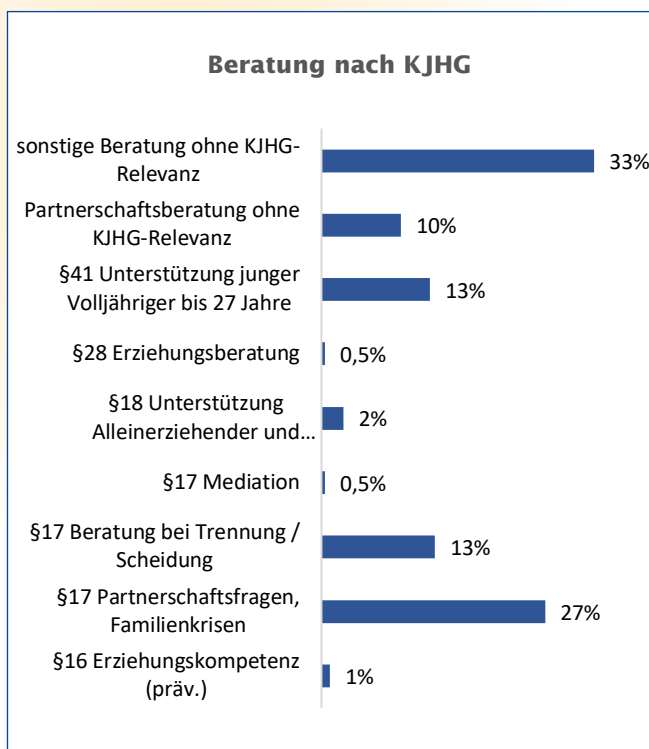 Beratung nach KJHG
sonstige Beratung ohne KJHG-
Relevanz
33%
Partnerschaftsberatung ohne
KJHG-Relevanz
10%
§41 Unterstützung junger
Volljähriger bis 27 Jahre
13%
§28 Erziehungsberatung
0,5%
§18 Unterstützung
Alleinerziehender und...
2%
§17 Mediation
0,5%
§17 Beratung bei Trennung /
Scheidung
13%
§17 Partnerschaftsfragen,
Familienkrisen
27%
§16 Erziehungskompetenz
(präv.)
1%